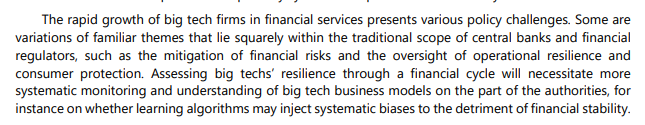 The rapid growth of big tech firms in financial services presents various policy challenges. Some are
variations of familiar themes that lie squarely within the traditional scope of central banks and financial
regulators, such as the mitigation of financial risks and the oversight of operational resilience and
consumer protection. Assessing big techs' resilience through a financial cycle will necessitate more
systematic monitoring and understanding of big tech business models on the part of the authorities, for
instance on whether learning algorithms may inject systematic biases to the detriment of financial stability.